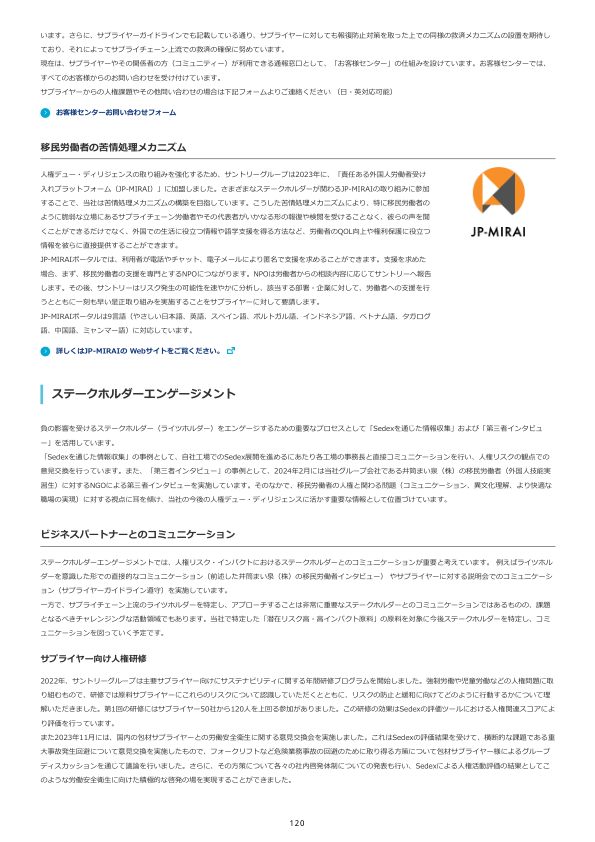 います。さらに、サプライヤーガイドラインでも記載している通り、サプライヤーに対しても報復防止対策を取った上での同様の救済メカニズムの設置を期待し
ており、それによってサプライチェーン上流での救済の確保に努めています。
現在は、サプライヤーやその関係者の方（コミュニティー）が利用できる通報窓口として、「お客様センター」の仕組みを設けています。お客様センターでは、
すべてのお客様からのお問い合わせを受け付けています。
サプライヤーからの人権課題やその他問い合わせの場合は下記フォームよりご連絡ください （日・英対応可能）
お客様センターお問い合わせフォーム
移民労働者の苦情処理メカニズム
人権デュー・ディリジェンスの取り組みを強化するため、サントリーグループは2023年に、「責任ある外国人労働者受け
入れプラットフォーム（JP-MIRAI）」に加盟しました。さまざまなステークホルダーが関わるJP-MIRAIの取り組みに参加
することで、当社は苦情処理メカニズムの構築を目指しています。こうした苦情処理メカニズムにより、特に移民労働者の
ように脆弱な立場にあるサプライチェーン労働者やその代表者がいかなる形の報復や検閲を受けることなく、彼らの声を聞
くことができるだけでなく、外国での生活に役立つ情報や語学支援を得る方法など、労働者のQOL向上や権利保護に役立つ
情報を彼らに直接提供することができます。
JP-MIRAIポータルでは、利用者が電話やチャット、電子メールにより匿名で支援を求めることができます。支援を求めた
場合、まず、移民労働者の支援を専門とするNPOにつながります。NPOは労働者からの相談内容に応じてサントリーへ報告
します。その後、サントリーはリスク発生の可能性を速やかに分析し、該当する部署・企業に対して、労働者への支援を行
うとともに一刻も早い是正取り組みを実施することをサプライヤーに対して要請します。
JP-MIRAIポータルは9言語（やさしい日本語、英語、スペイン語、ポルトガル語、インドネシア語、ベトナム語、タガログ
語、中国語、ミャンマー語）に対応しています。
JP-MIRAI
詳しくはJP-MIRAIの Webサイトをご覧ください。
ステークホルダーエンゲージメント
負の影響を受けるステークホルダー（ライツホルダー）をエンゲージするための重要なプロセスとして「Sedexを通じた情報収集」および「第三者インタビュ
ー」を活用しています。
「Sedexを通じた情報収集」の事例として、自社工場でのSedex展開を進めるにあたり各工場の事務長と直接コミュニケーションを行い、人権リスクの観点での
意見交換を行っています。また、「第三者インタビュー」の事例として、2024年2月には当社グループ会社である井筒まい泉（株）の移民労働者（外国人技能実
習生）に対するNGOによる第三者インタビューを実施しています。そのなかで、移民労働者の人権と関わる問題（コミュニケーション、異文化理解、より快適な
職場の実現）に対する視点に耳を傾け、当社の今後の人権デュー・ディリジェンスに活かす重要な情報として位置づけています。
ビジネスパートナーとのコミュニケーション
ステークホルダーエンゲージメントでは、人権リスク・インパクトにおけるステークホルダーとのコミュニケーションが重要と考えています。 例えばライツホル
ダーを意識した形での直接的なコミュニケーション（前述した井筒まい泉（株）の移民労働者インタビュー） やサプライヤーに対する説明会でのコミュニケーシ
ョン（サプライヤーガイドライン遵守）を実施しています。
一方で、サプライチェーン上流のライツホルダーを特定し、アプローチすることは非常に重要なステークホルダーとのコミュニケーションではあるものの、課題
となるべきチャレンジングな活動領域でもあります。当社で特定した「潜在リスク高・高インパクト原料」の原料を対象に今後ステークホルダーを特定し、コミ
ュニケーションを図っていく予定です。
サプライヤー向け人権研修
2022年、サントリーグループは主要サプライヤー向けにサステナビリティに関する年間研修プログラムを開始しました。強制労働や児童労働などの人権問題に取
り組むもので、研修では原料サプライヤーにこれらのリスクについて認識していただくとともに、リスクの防止と緩和に向けてどのように行動するかについて理
解いただきました。第1回の研修にはサプライヤー50社から120人を上回る参加がありました。この研修の効果はSedexの評価ツールにおける人権関連スコアによ
り評価を行っています。
また2023年11月には、国内の包材サプライヤーとの労働安全衛生に関する意見交換会を実施しました。これはSedexの評価結果を受けて、横断的な課題である重
大事故発生回避について意見交換を実施したもので、フォークリフトなど危険業務事故の回避のために取り得る方策について包材サプライヤー様によるグループ
ディスカッションを通じて議論を行いました。さらに、その方策について各々の社内啓発体制についての発表も行い、Sedexによる人権活動評価の結果としてこ
のような労働安全衛生に向けた積極的な啓発の場を実現することができました。
120